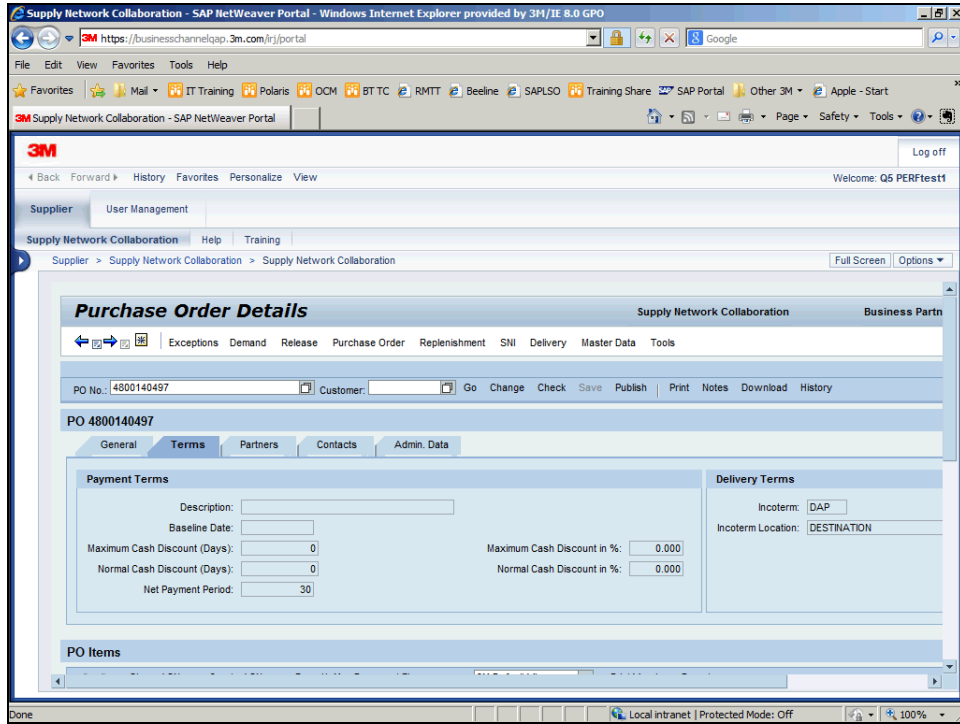 Supply Network Collaboration - SAP NetWeaver Portal - Windows Internet Explorer provided by 3M/IE 8.0 GPO
3M https://businesschannelqap.3m.com/irj/portal
Google
File Edit View Favorites Tools Help
Favorites Mail IT Training Polaris OCM BT TC RMTT Beeline SAPLSO Training Share SAP Portal Other 3M Apple - Start
3M Supply Network Collaboration - SAP NetWeaver Portal
Page Safety Tools
3M
Log off
Back Forward History Favorites Personalize View
Welcome: Q5 PERFtest1
Supplier User Management
Supply Network Collaboration Help Training
Supplier > Supply Network Collaboration > Supply Network Collaboration
Full Screen Options
Purchase Order Details
Supply Network Collaboration
Business Partn
Exceptions Demand Release Purchase Order Replenishment SNI Delivery Master Data Tools
PO No.: 4800140497 Customer: Go Change Check Save Publish Print Notes Download History
PO 4800140497
General Terms Partners Contacts Admin. Data
Payment Terms
Description:
Baseline Date:
Maximum Cash Discount (Days): 0
Maximum Cash Discount in %: 0.000
Normal Cash Discount (Days): 0
Normal Cash Discount in %: 0.000
Net Payment Period: 30
Delivery Terms
Incoterm: DAP
Incoterm Location: DESTINATION
PO Items
Done
Local intranet | Protected Mode: Off
100%